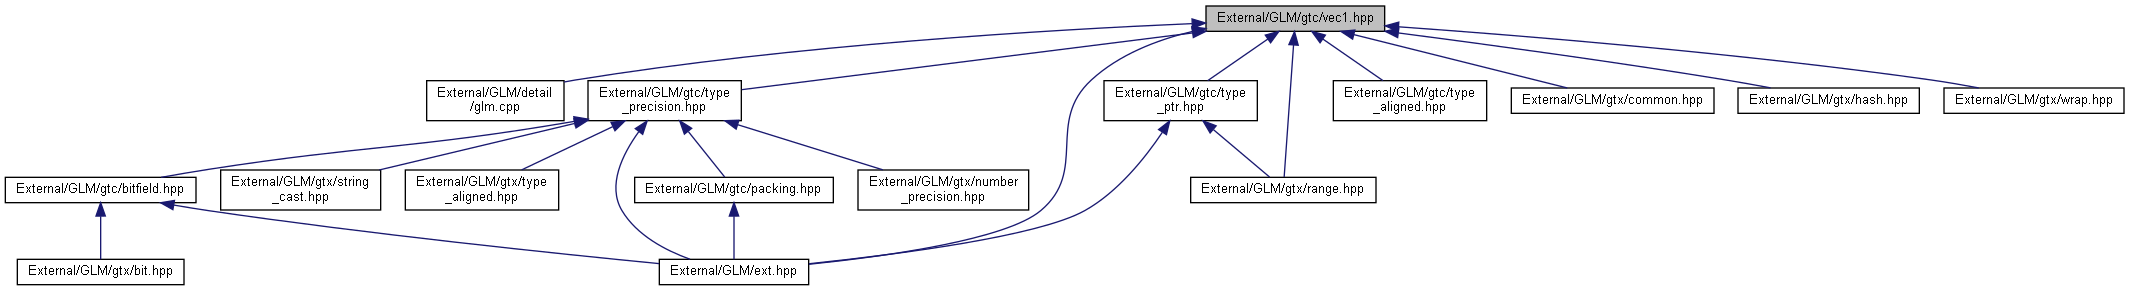 External/GLM/gtc/vec1.hpp
External/GLM/detail
/glm.cpp
External/GLM/gtc/type
_precision.hpp
External/GLM/gtc/type
_ptr.hpp
External/GLM/gtc/type
_aligned.hpp
External/GLM/gtx/common.hpp
External/GLM/gtx/hash.hpp
External/GLM/gtx/wrap.hpp
External/GLM/gtc/bitfield.hpp
External/GLM/gtx/string
_cast.hpp
External/GLM/gtx/type
_aligned.hpp
External/GLM/gtc/packing.hpp
External/GLM/gtx/number
_precision.hpp
External/GLM/gtx/range.hpp
External/GLM/gtx/bit.hpp
External/GLM/ext.hpp